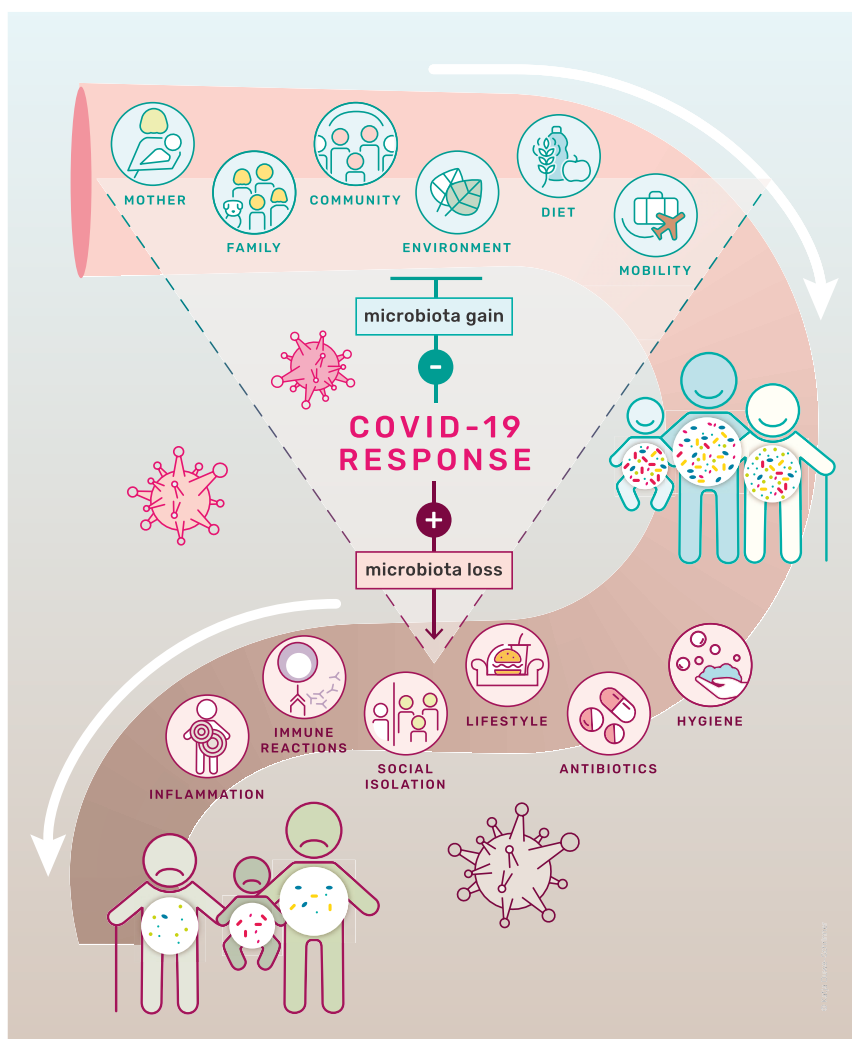 MOTHER
FAMILY
COMMUNITY
ENVIRONMENT
DIET
MOBILITY
microbiota gain
-
COVID-19
RESPONSE
+
microbiota loss
INFLAMMATION
IMMUNE
REACTIONS
SOCIAL
ISOLATION
LIFESTYLE
ANTIBIOTICS
HYGIENE